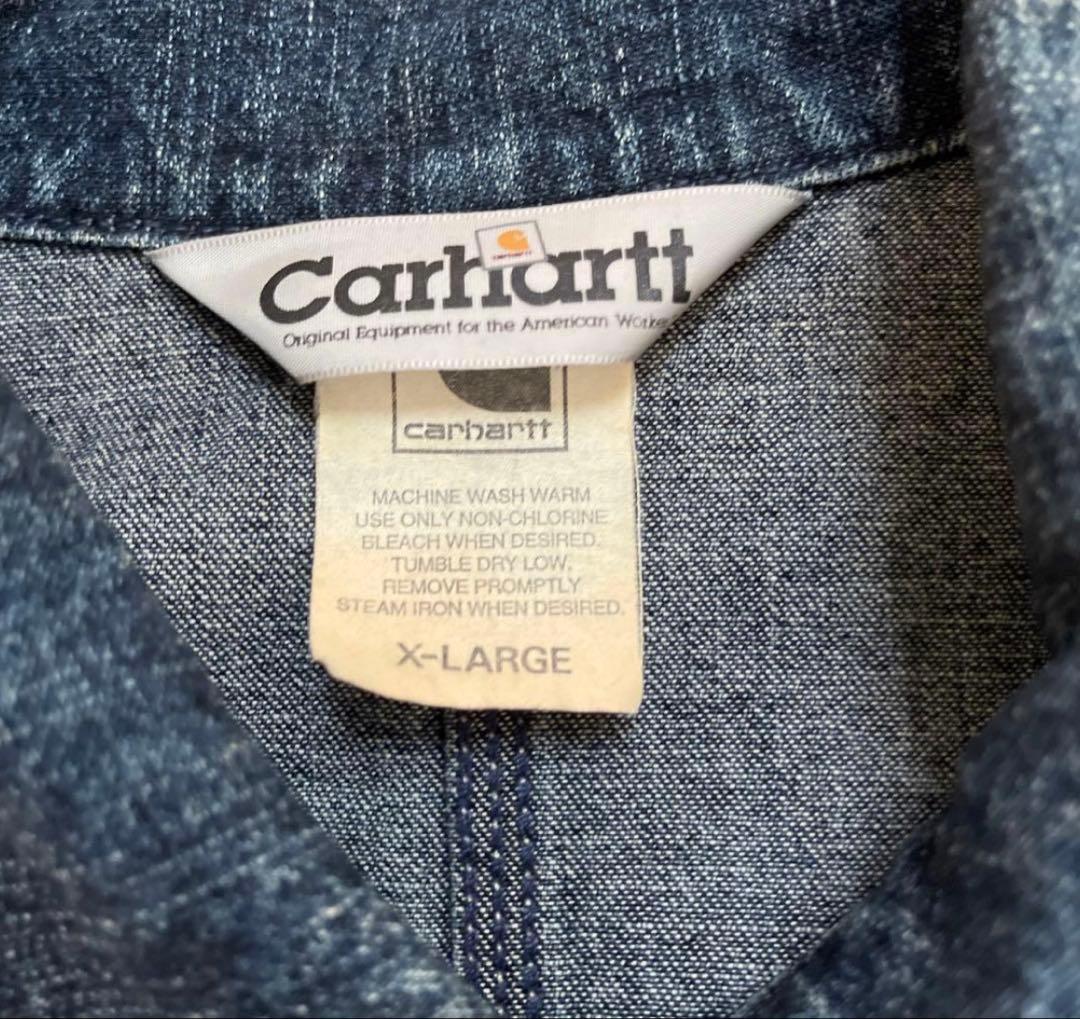 Carhartt
Original Equipment for the American Worke
carhartt
MACHINE WASH WARM
USE ONLY NON-CHLORINE
BLEACH WHEN DESIRED.
TUMBLE DRY LOW.
REMOVE PROMPTLY
STEAM IRON WHEN DESIRED.
X-LARGE